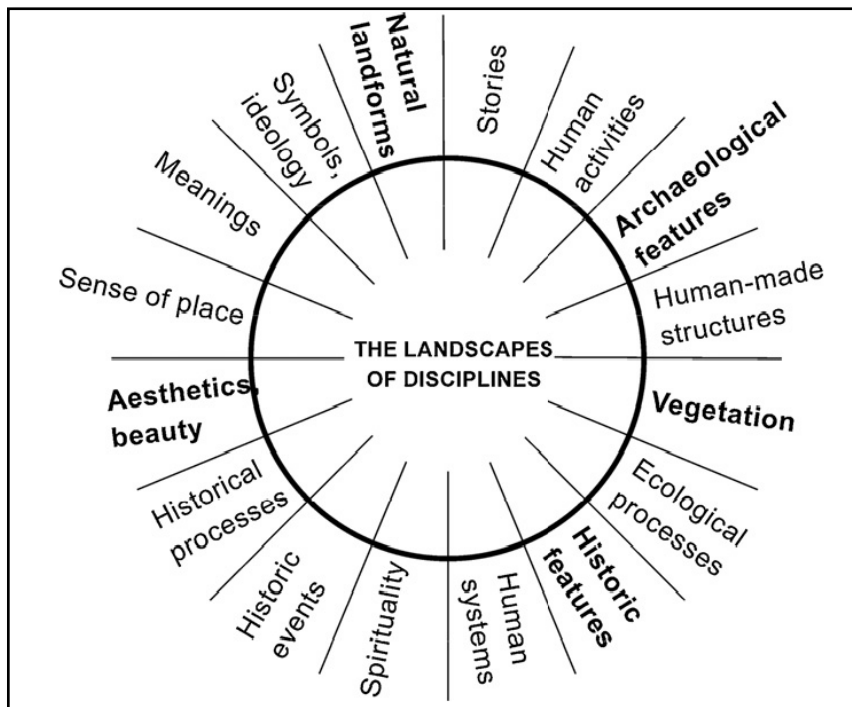 Natural
landforms
Stories
Human
activities
Archaeological
features
Human-made
structures
Vegetation
Ecological
processes
Historic
features
Human
systems
Spirituality
Historic
events
Historical
processes
Aesthetics,
beauty
Sense of place
Meanings
Symbols,
ideology
THE LANDSCAPES
OF DISCIPLINES